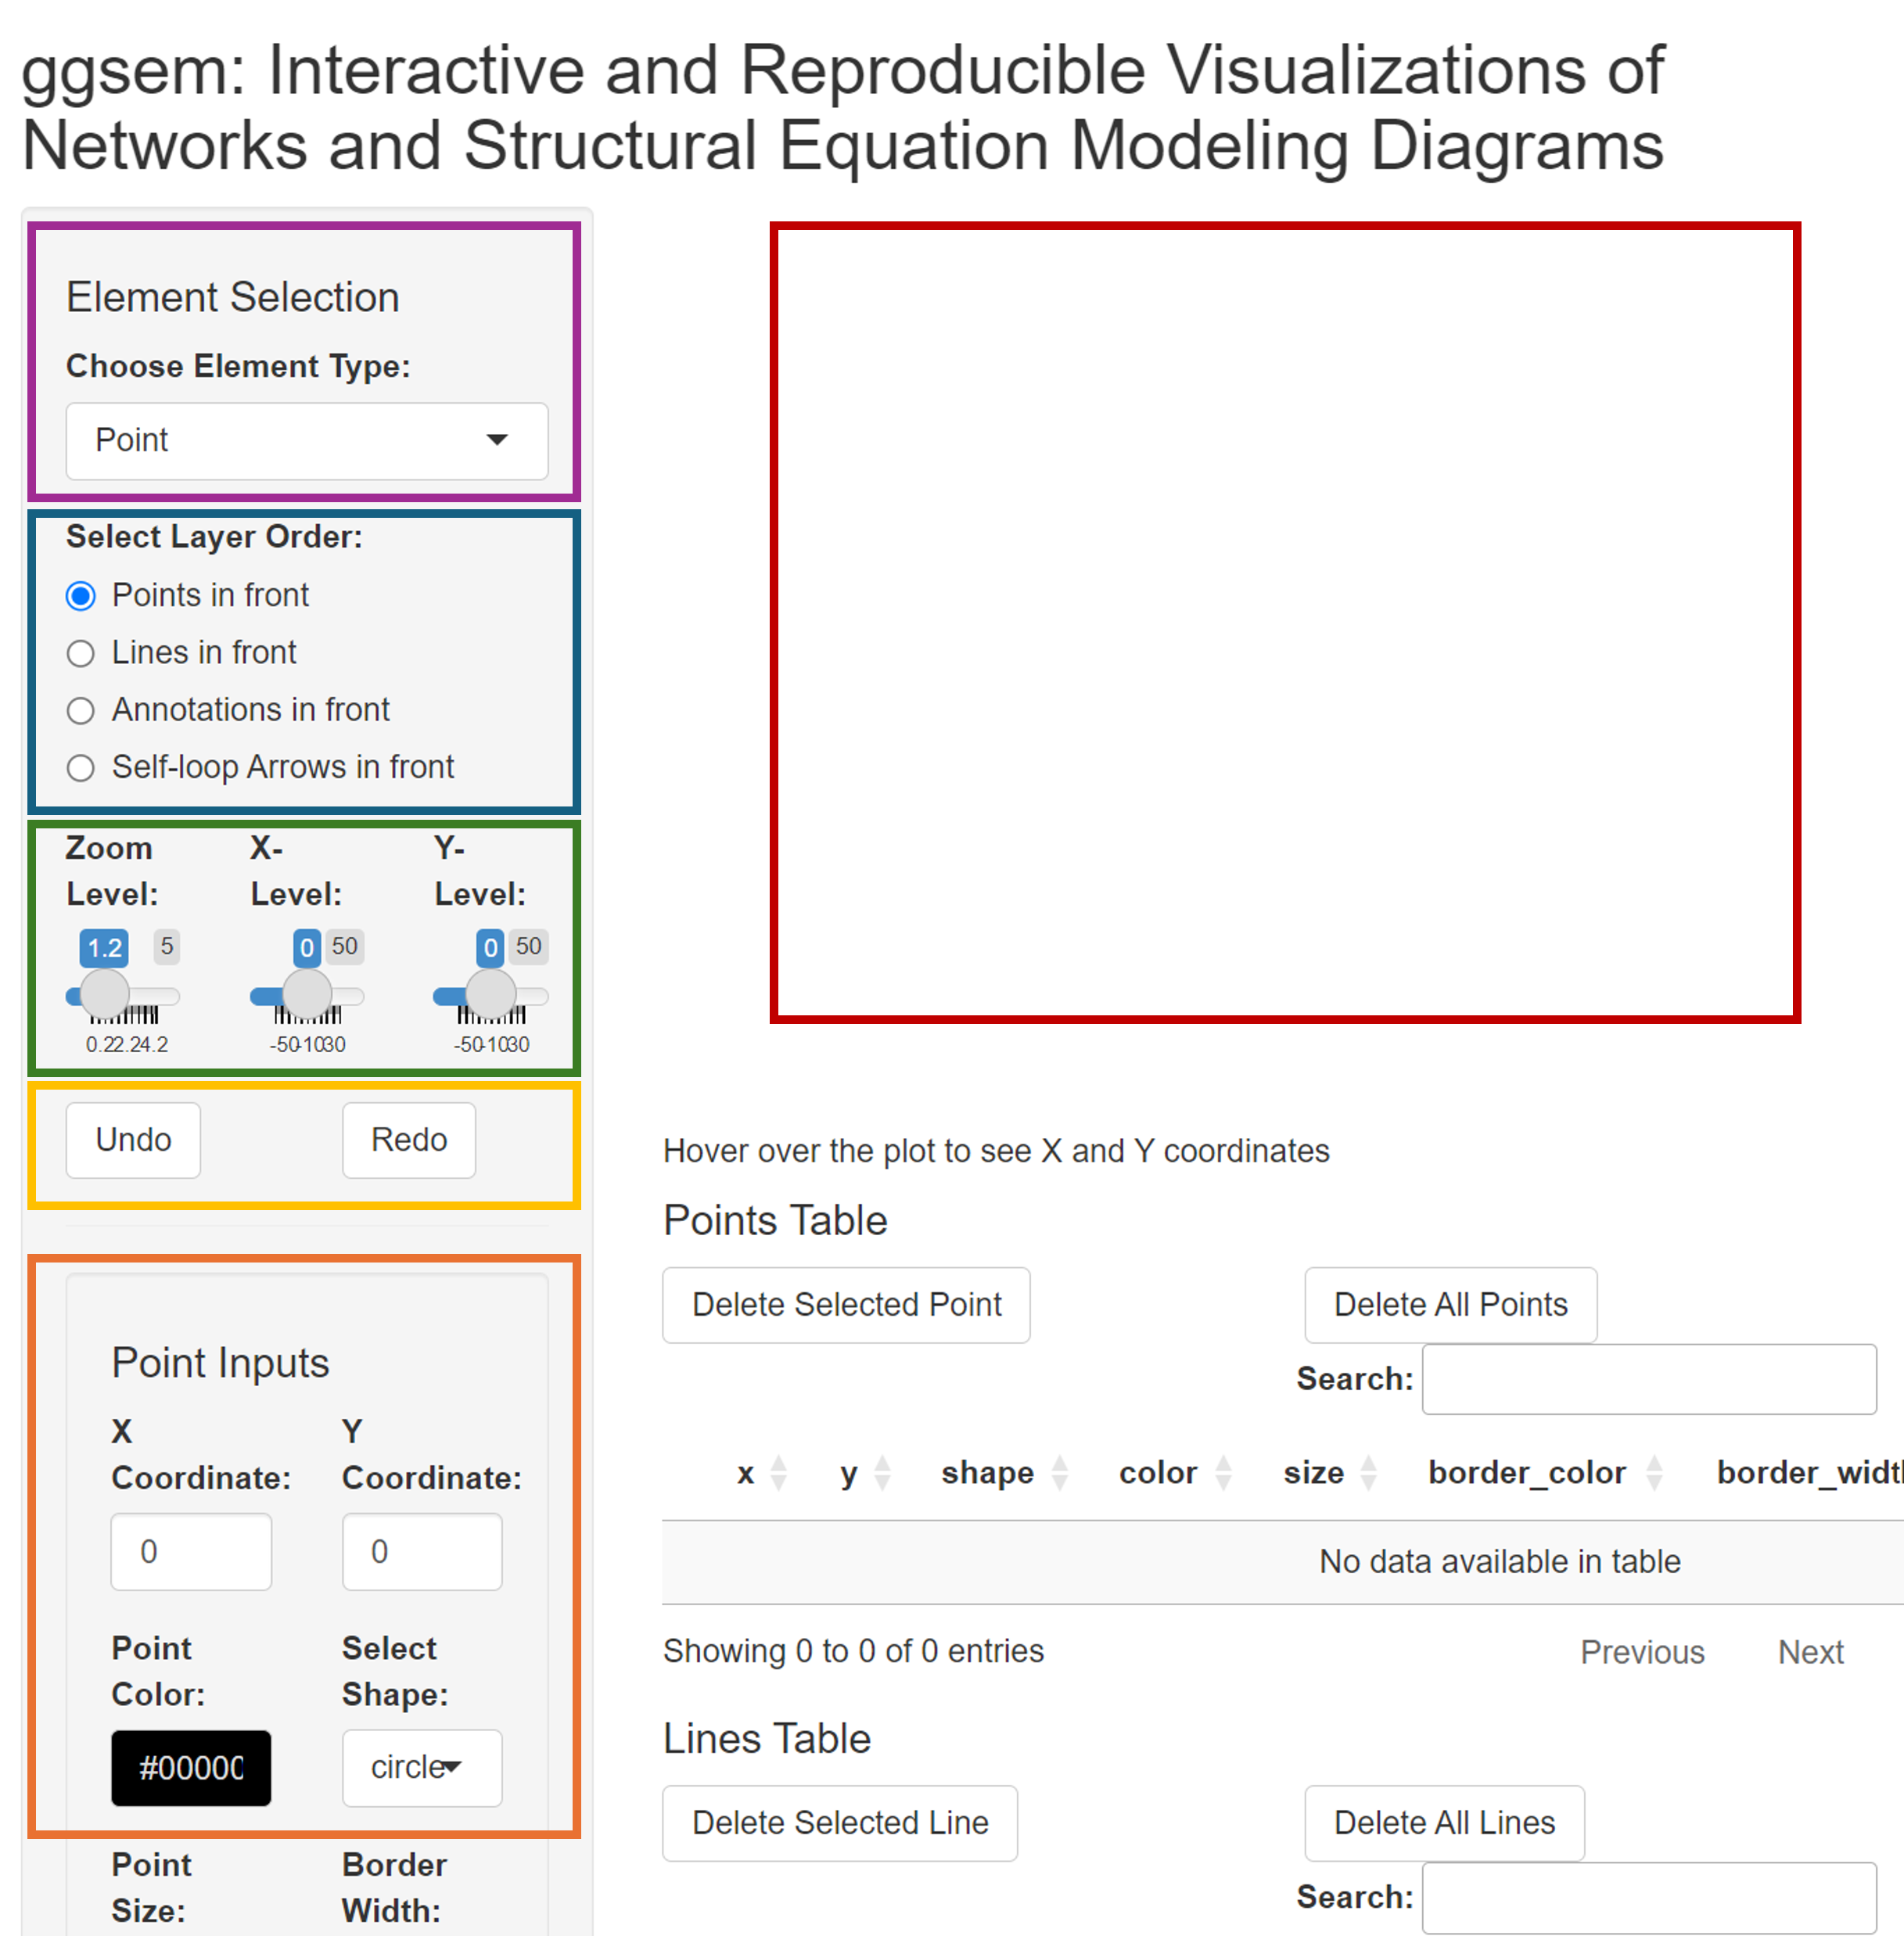 ggsem: Interactive and Reproducible Visualizations of
Networks and Structural Equation Modeling Diagrams
Element Selection
Choose Element Type:
Point
Select Layer Order:
Points in front
Lines in front
Annotations in front
Self-loop Arrows in front
Zoom Level: X-Level: Y-Level:
1.2 5 0 50 0 50
0.2 2.2 4.2 -50 -10 30 -50 -10 30
Undo Redo
Point Inputs
X Coordinate: Y Coordinate:
0 0
Point Color: Select Shape:
#00000 circle
Point Size: Border Width:
Hover over the plot to see X and Y coordinates
Points Table
Delete Selected Point Delete All Points
Search:
x y shape color size border_color border_widt
No data available in table
Showing 0 to 0 of 0 entries Previous Next
Lines Table
Delete Selected Line Delete All Lines
Search: